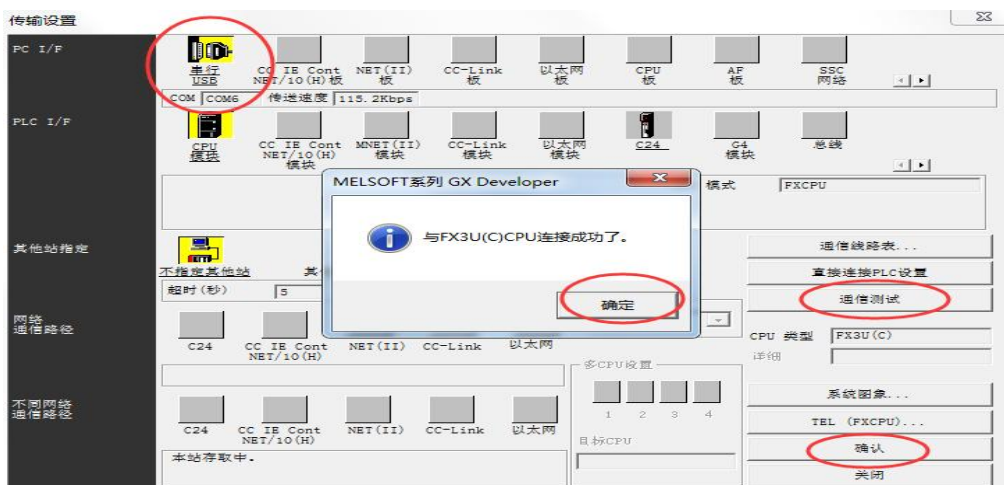 传输设置
PC I/F
串行
USB
CC IE Cont
NET/10(H)板
NET(II)
板
CC-Link
板
以太网
板
CPU
板
AF
板
SSC
网络
COM COM6 传送速度 115.2Kbps
PLC I/F
CPU
模块
CC IE Cont
NET/10(H)
模块
MNET(II)
模块
CC-Link
模块
以太网
模块
C24
G4
模块
总线
MELSOFT系列 GX Developer
模式 FXCPU
与FX3U(C)CPU连接成功了。
确定
其他站指定
不指定其他站
其
超时(秒) 5
通信线路表...
直接连接PLC设置
通信测试
网络
通信路径
C24
CC IE Cont
NET/10(H)
NET(II)
CC-Link
以太网
CPU 类型 FX3U(C)
详细
多CPU设置
1 2 3 4
目标CPU
不同网络
通信路径
C24
CC IE Cont
NET/10(H)
NET(II)
CC-Link
以太网
本站存取中。
系统图象...
TEL (FXCPU)...
确认
关闭